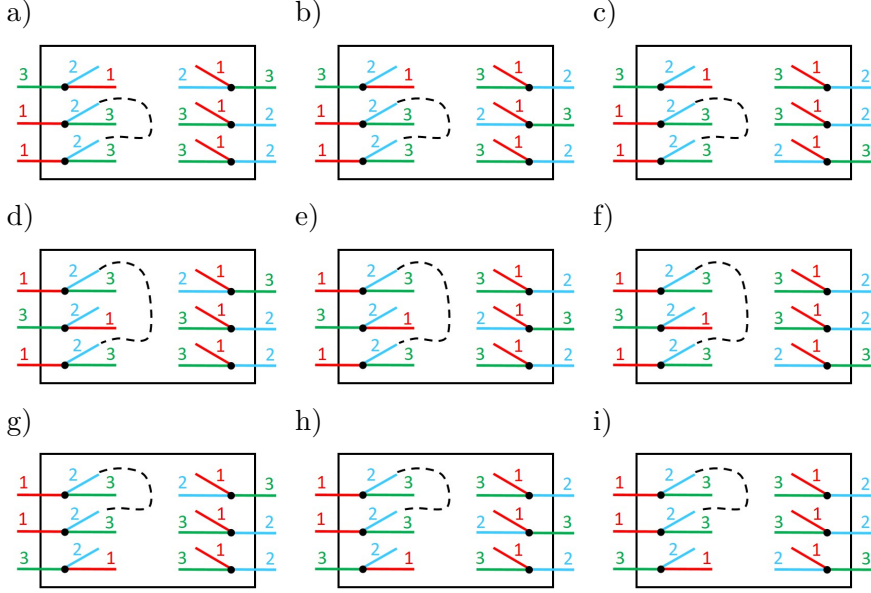 a)
3 2 1 2 1 3
1 2 3 3 1 2
1 2 3 3 1 2
b)
3 2 1 3 1 2
1 2 3 2 1 3
1 2 3 3 1 2
c)
3 2 1 3 1 2
1 2 3 3 1 2
1 2 3 2 1 3
d)
1 2 3 2 1 3
3 2 1 3 1 2
1 2 3 3 1 2
e)
1 2 3 3 1 2
3 2 1 2 1 3
1 2 3 3 1 2
f)
1 2 3 3 1 2
3 2 1 3 1 2
1 2 3 2 1 3
g)
1 2 3 2 1 3
1 2 3 3 1 2
3 2 1 3 1 2
h)
1 2 3 3 1 2
1 2 3 2 1 3
3 2 1 3 1 2
i)
1 2 3 3 1 2
1 2 3 3 1 2
3 2 1 2 1 3